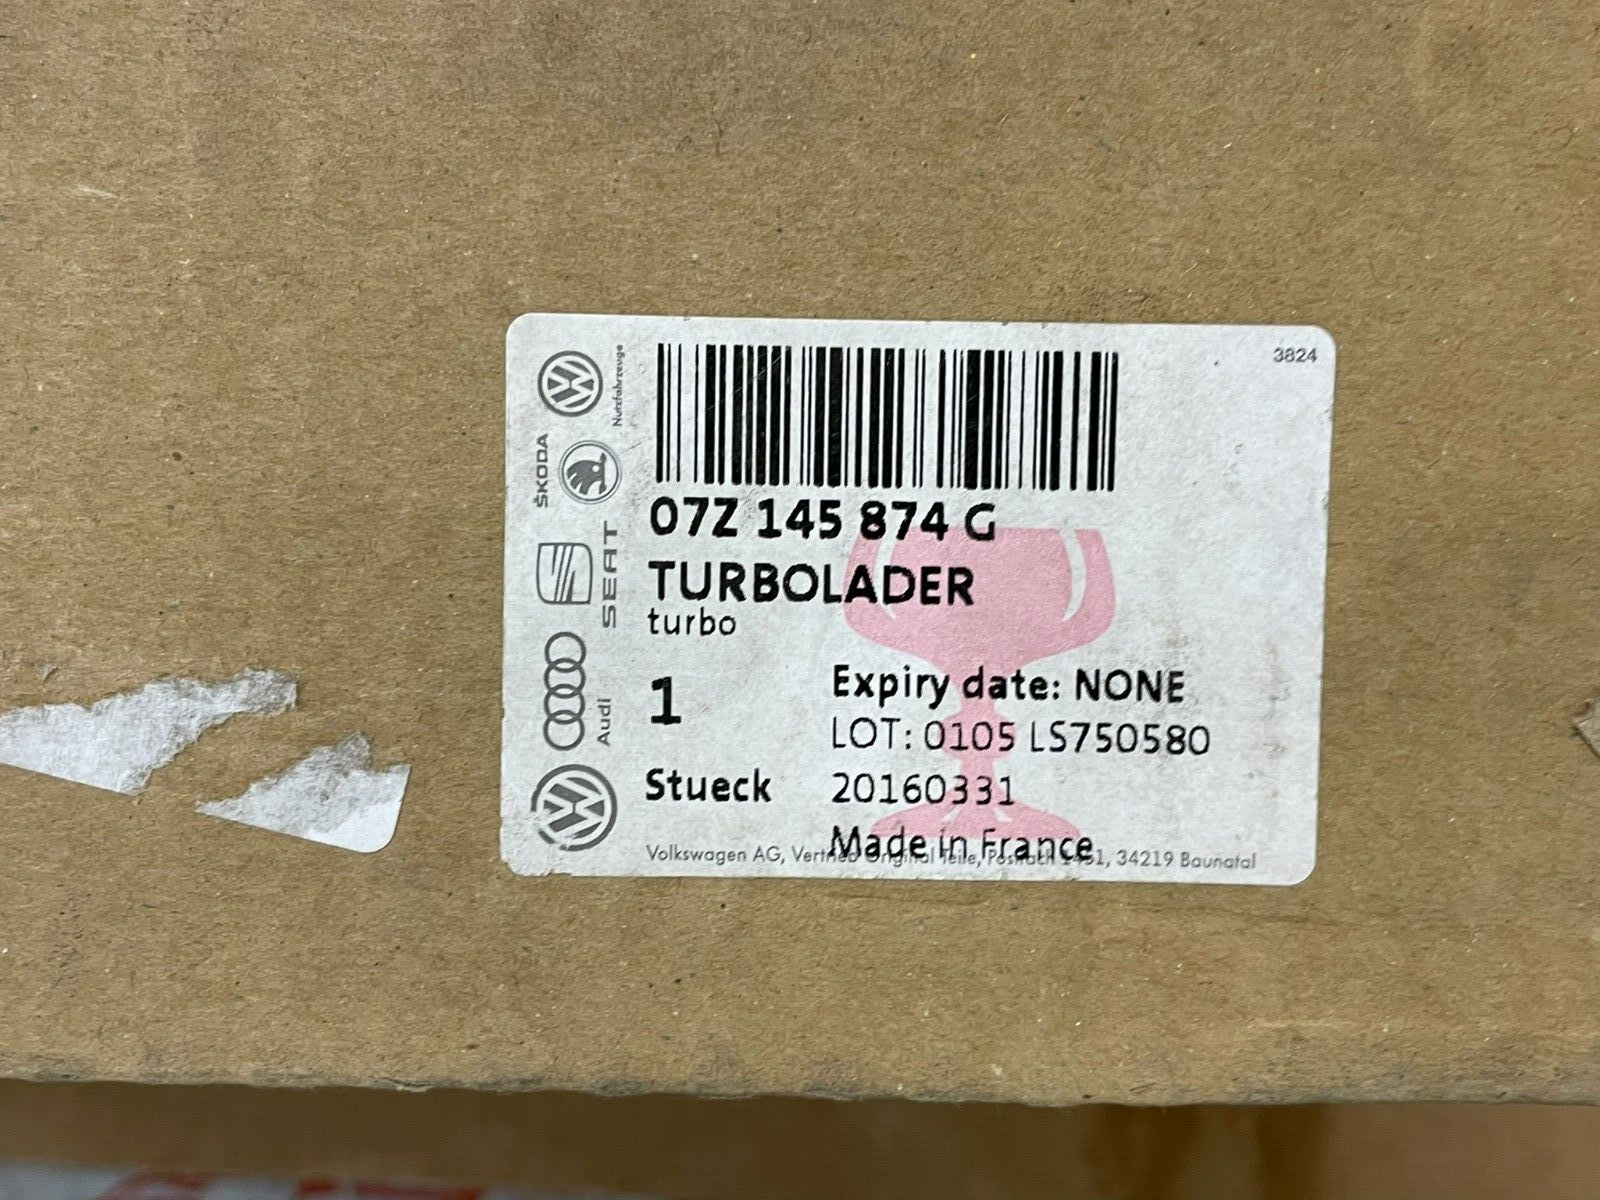 3824
Nutzfahrzeuge
ŠKODA
SEAT
Audi
07Z 145 874 G
TURBOLADER
turbo
1
Expiry date: NONE
LOT: 0105 LS750580
Stueck
20160331
Made in France
Volkswagen AG, Vertrieb Original Teile, Postfach 1451, 34219 Baunatal